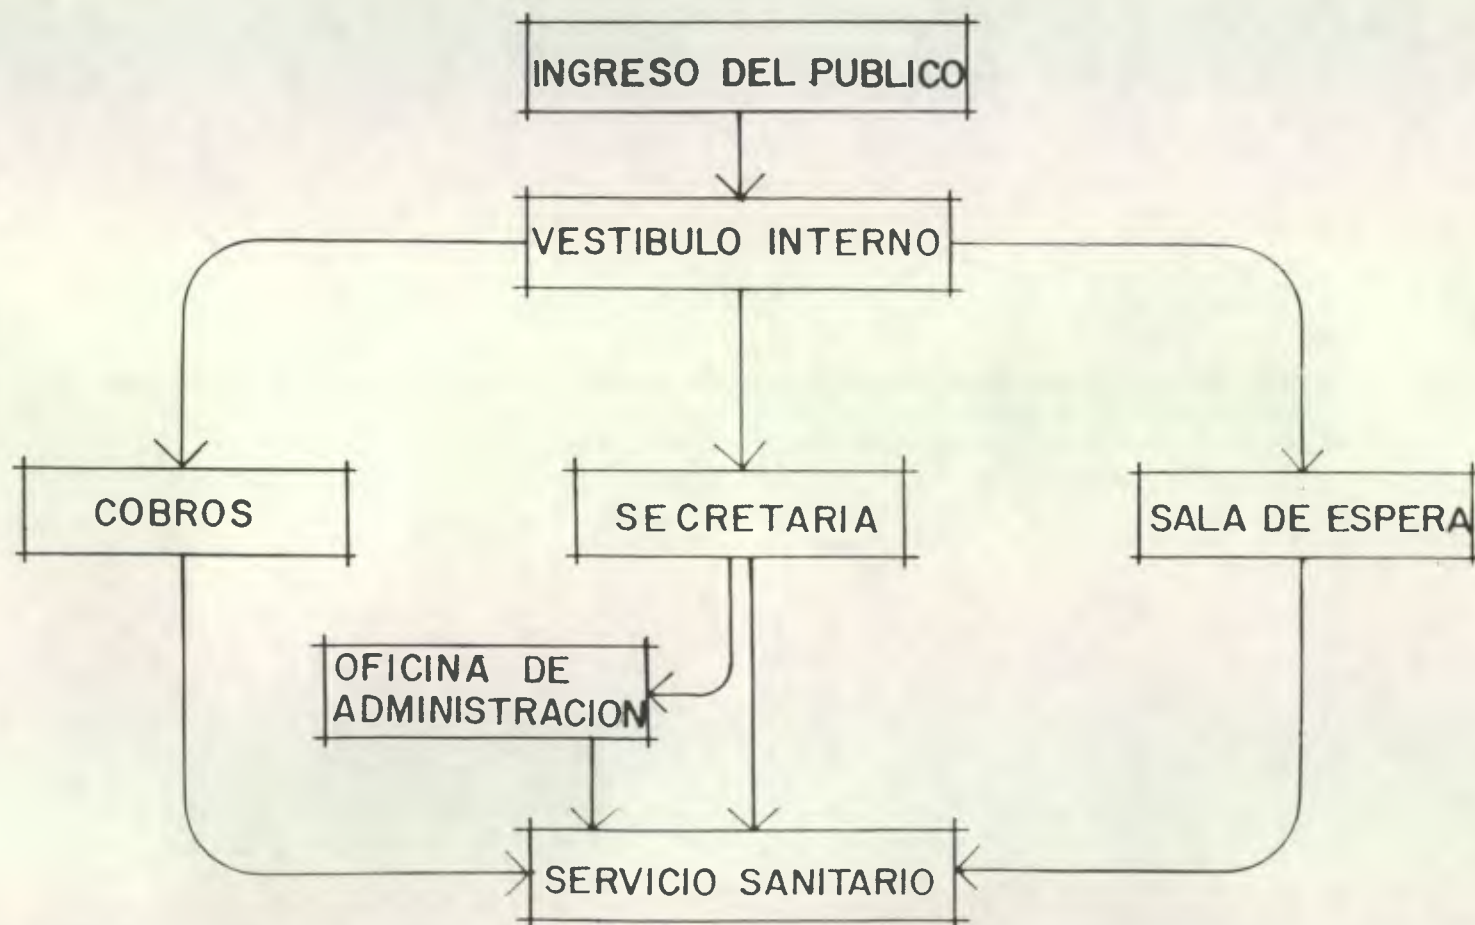 INGRESO DEL PUBLICO
VESTIBULO INTERNO
COBROS
SECRETARIA
SALA DE ESPERA
OFICINA DE
ADMINISTRACION
SERVICIO SANITARIO